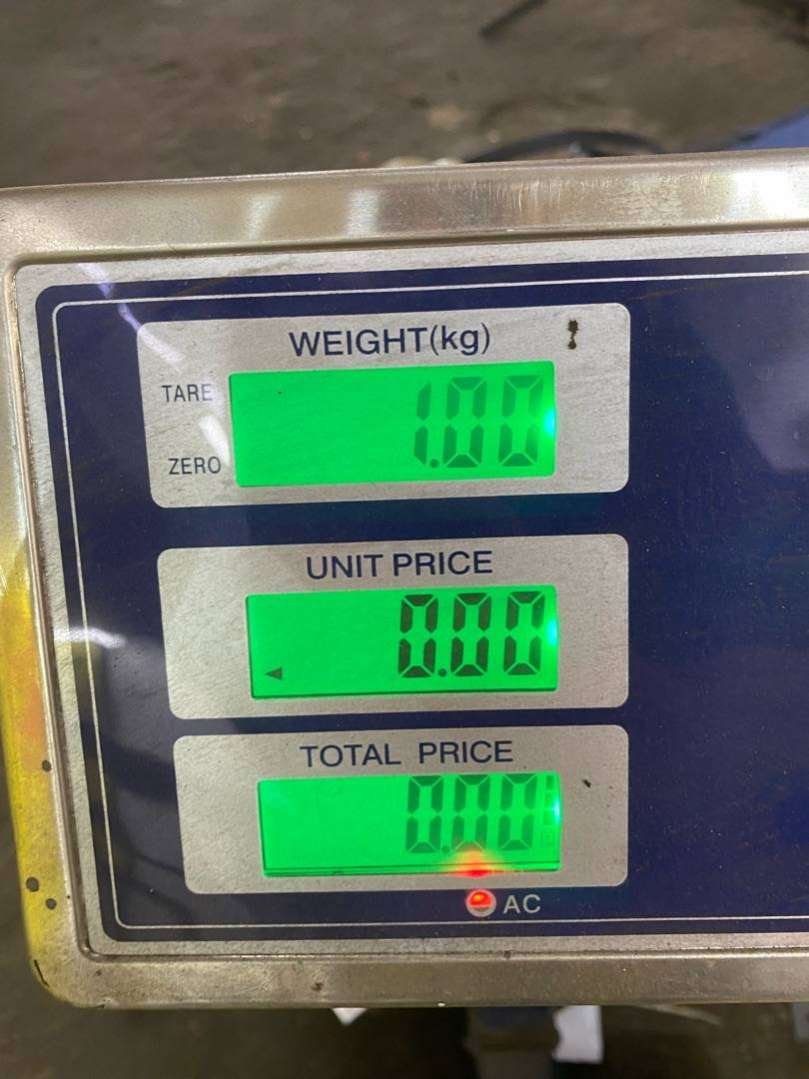 WEIGHT(kg)
TARE
1.00
ZERO
UNIT PRICE
0.00
TOTAL PRICE
0.00
AC